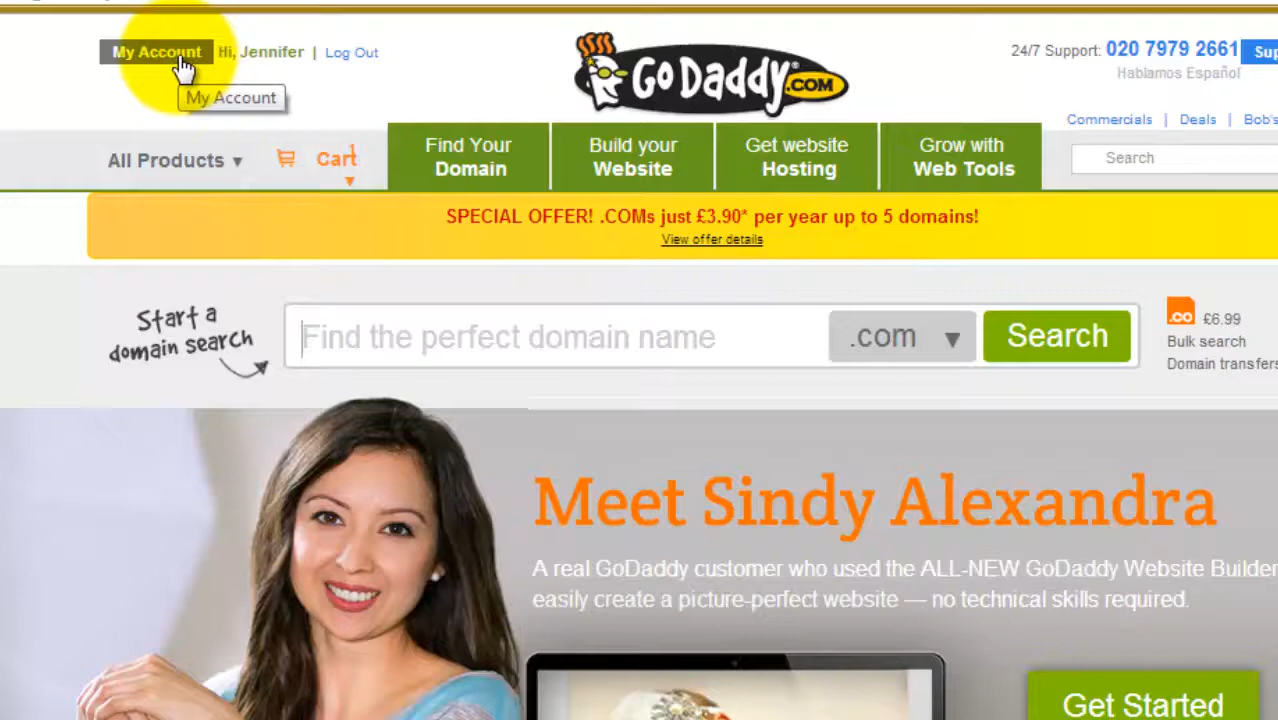 My Account Hi, Jennifer | Log Out
My Account
GODADDY.COM
24/7 Support: 020 7979 2661
Hablamos Español
Commercials | Deals | Bob's
All Products ▼
Cart 1 ▼
Find Your
Domain
Build your
Website
Get website
Hosting
Grow with
Web Tools
Search
SPECIAL OFFER! .COMs just £3.90* per year up to 5 domains!
View offer details
Start a
domain search
Find the perfect domain name
.com ▼
Search
.co £6.99
Bulk search
Domain transfers
Meet Sindy Alexandra
A real GoDaddy customer who used the ALL-NEW GoDaddy Website Builder
easily create a picture-perfect website — no technical skills required.
Get Started